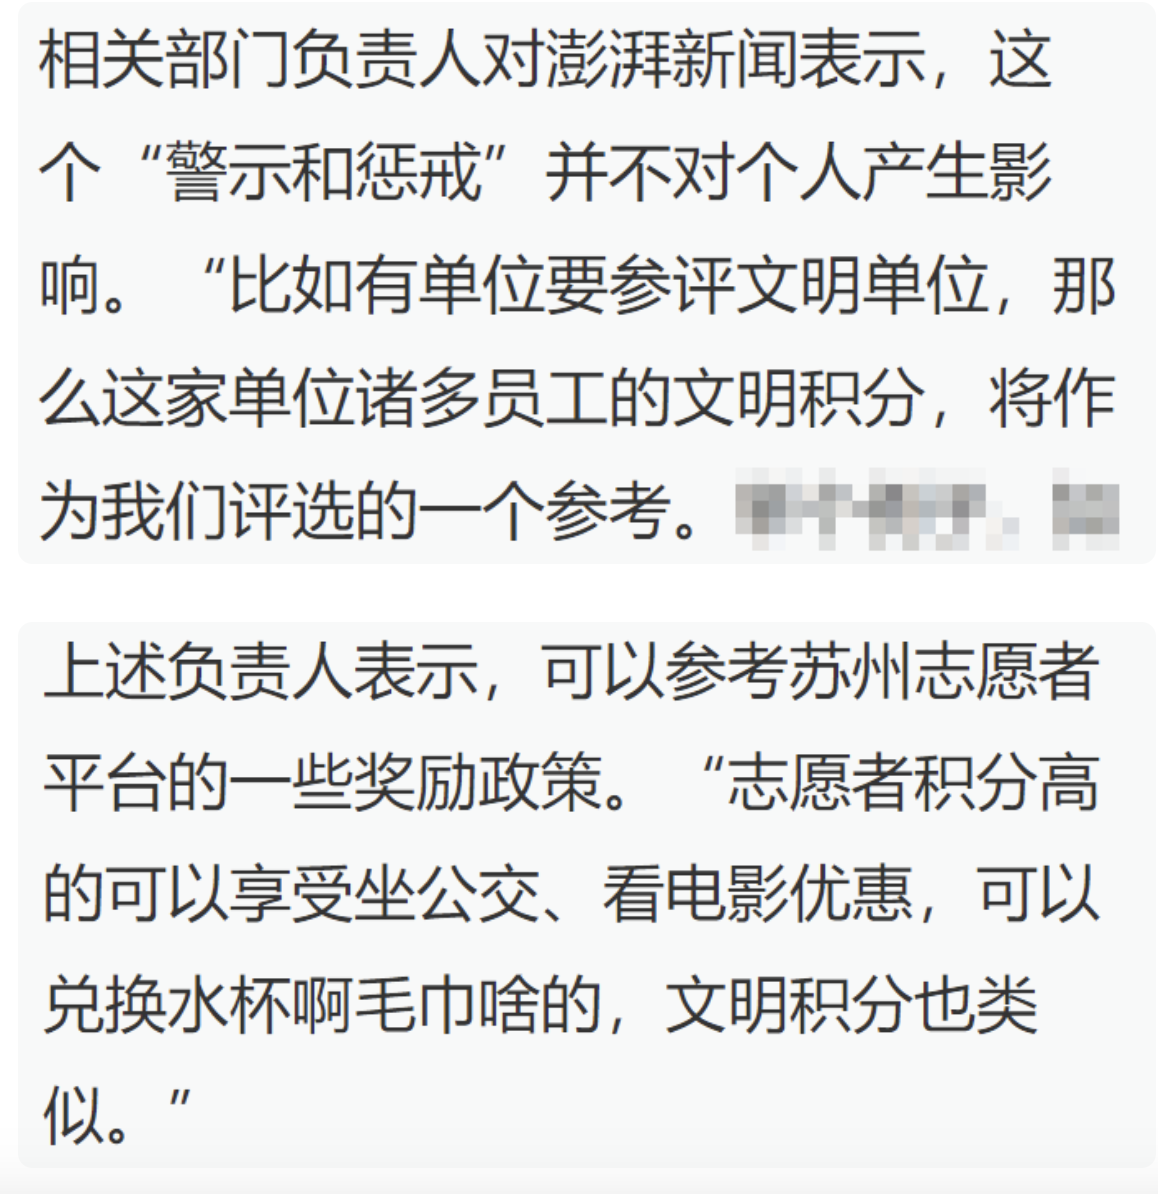 相关部门负责人对澎湃新闻表示，这
个“警示和惩戒”并不对个人产生影
响。“比如有单位要参评文明单位，那
么这家单位诸多员工的文明积分，将作
为我们评选的一个参考。
上述负责人表示，可以参考苏州志愿者
平台的一些奖励政策。“志愿者积分高
的可以享受坐公交、看电影优惠，可以
兑换水杯啊毛巾啥的，文明积分也类
似。”